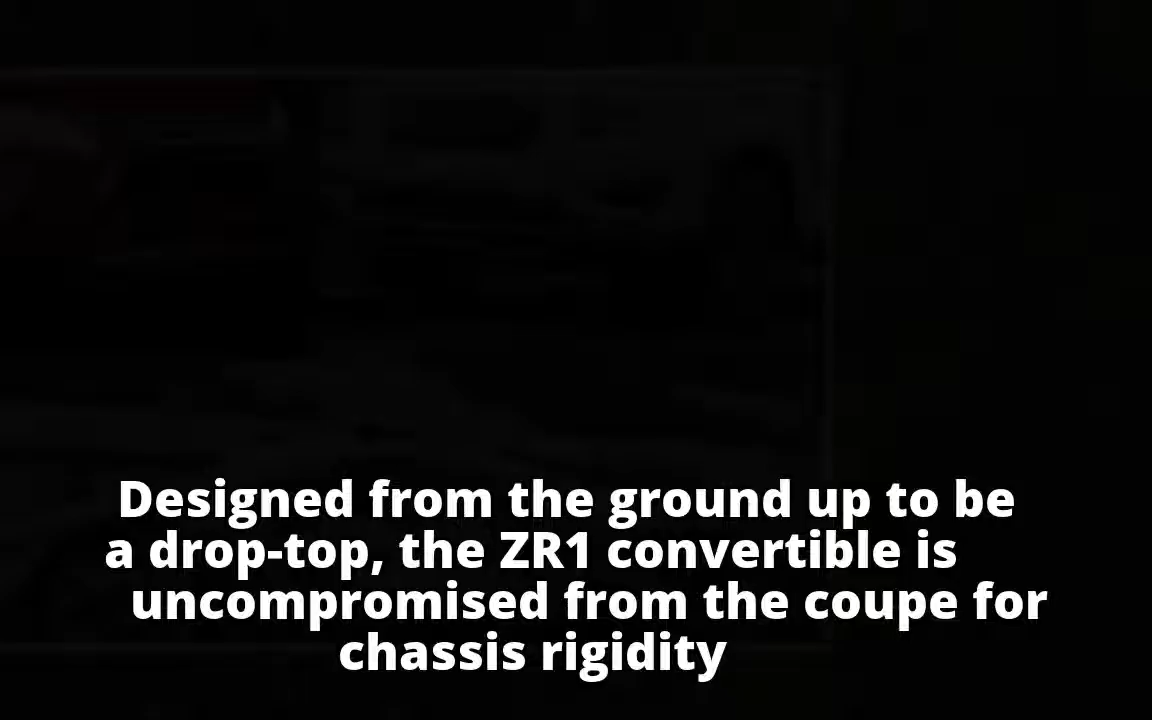 Designed from the ground up to be
a drop-top, the ZR1 convertible is
uncompromised from the coupe for
chassis rigidity